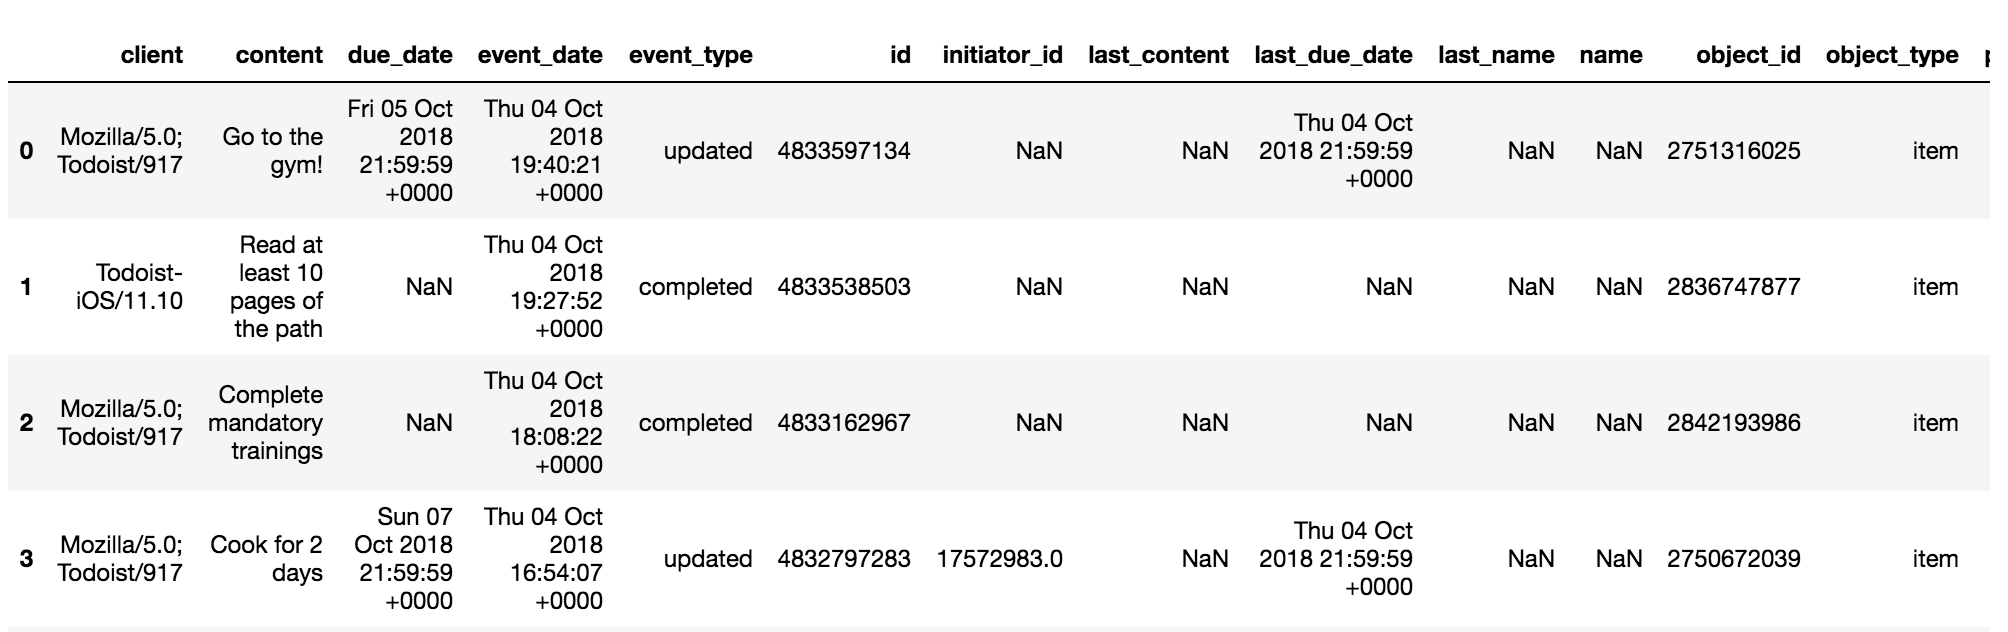 client content due_date event_date event_type id initiator_id last_content last_due_date last_name name object_id object_type
0 Mozilla/5.0; Todoist/917 Go to the gym! Fri 05 Oct 2018 21:59:59 +0000 Thu 04 Oct 2018 19:40:21 +0000 updated 4833597134 NaN NaN Thu 04 Oct 2018 21:59:59 +0000 NaN NaN 2751316025 item
1 Todoist-iOS/11.10 Read at least 10 pages of the path NaN Thu 04 Oct 2018 19:27:52 +0000 completed 4833538503 NaN NaN NaN NaN NaN 2836747877 item
2 Mozilla/5.0; Todoist/917 Complete mandatory trainings NaN Thu 04 Oct 2018 18:08:22 +0000 completed 4833162967 NaN NaN NaN NaN NaN 2842193986 item
3 Mozilla/5.0; Todoist/917 Cook for 2 days Sun 07 Oct 2018 21:59:59 +0000 Thu 04 Oct 2018 16:54:07 +0000 updated 4832797283 17572983.0 NaN Thu 04 Oct 2018 21:59:59 +0000 NaN NaN 2750672039 item